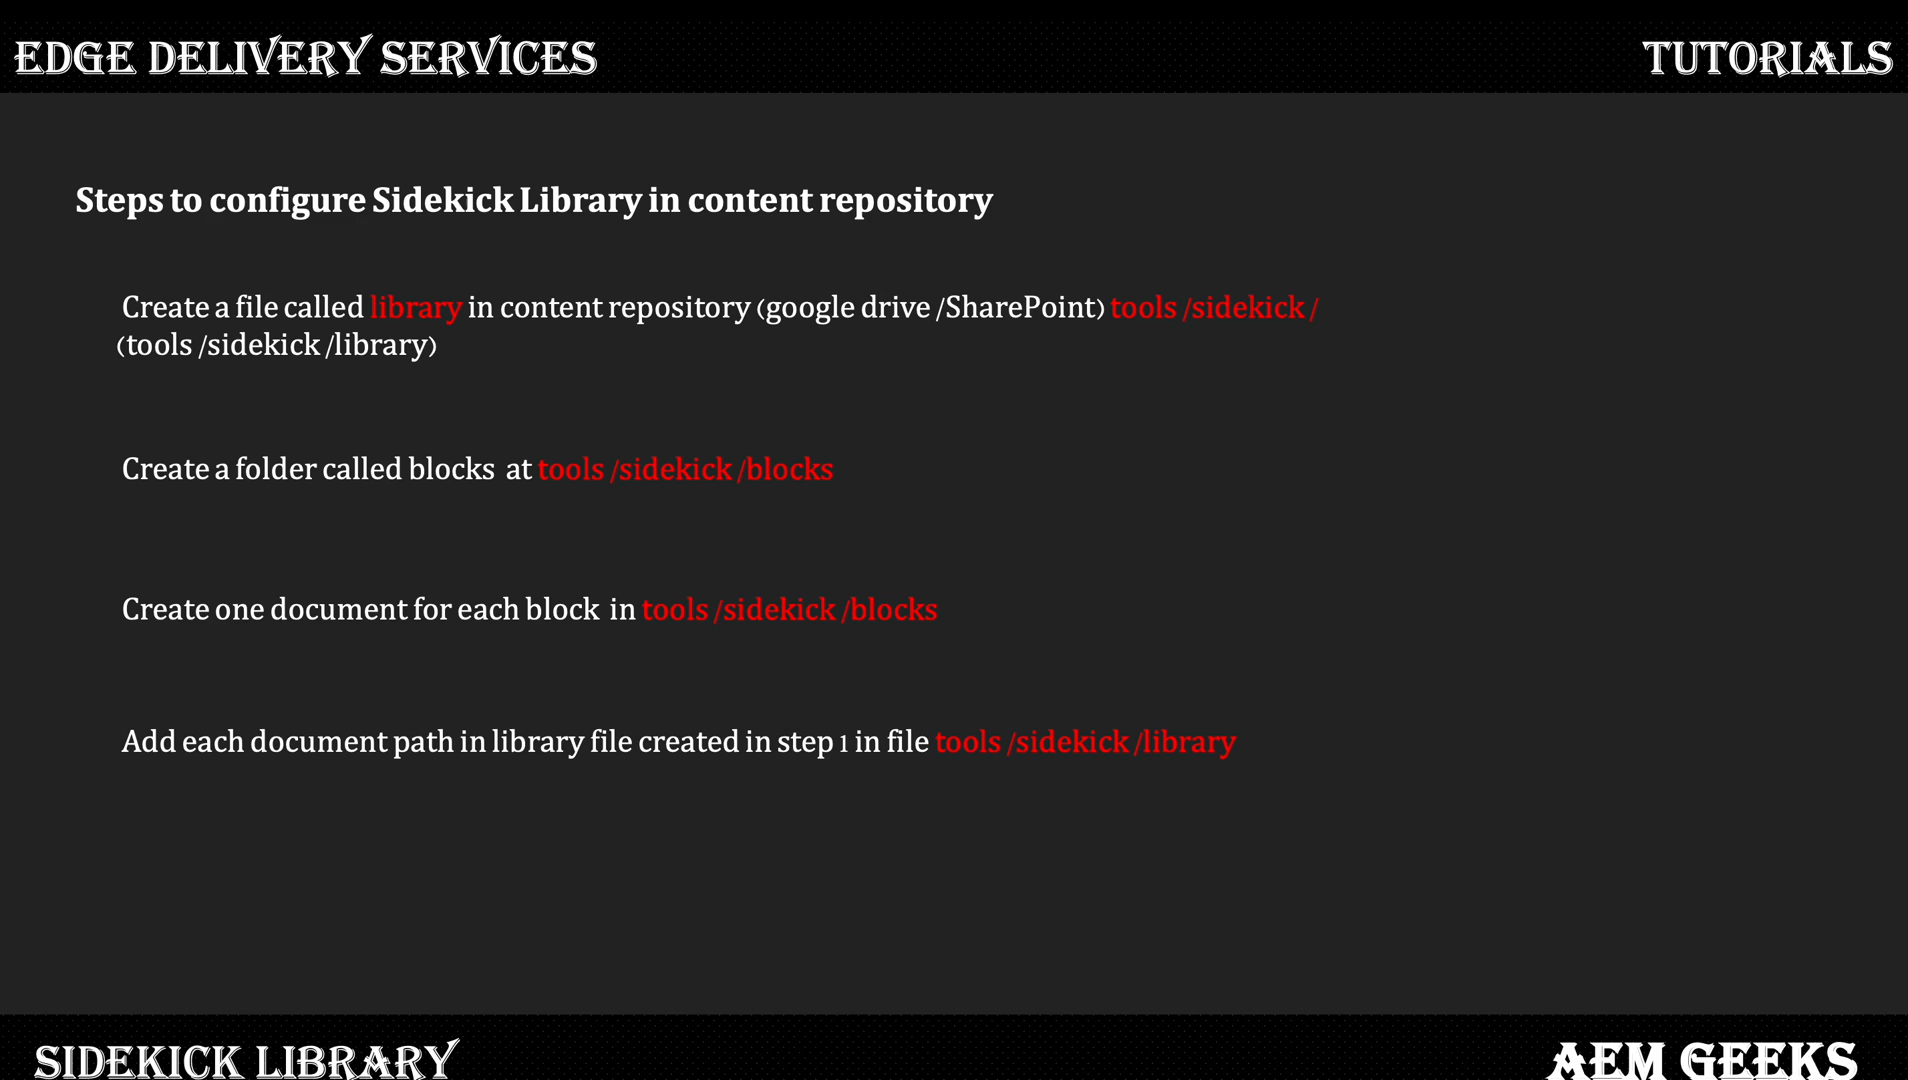 EDGE DELIVERY SERVICES
TUTORIALS
Steps to configure Sidekick Library in content repository
Create a file called library in content repository (google drive /SharePoint) tools /sidekick /
(tools /sidekick /library)
Create a folder called blocks at tools /sidekick /blocks
Create one document for each block in tools /sidekick /blocks
Add each document path in library file created in step 1 in file tools /sidekick /library
SIDEKICK LIBRARY
AEM GEEKS